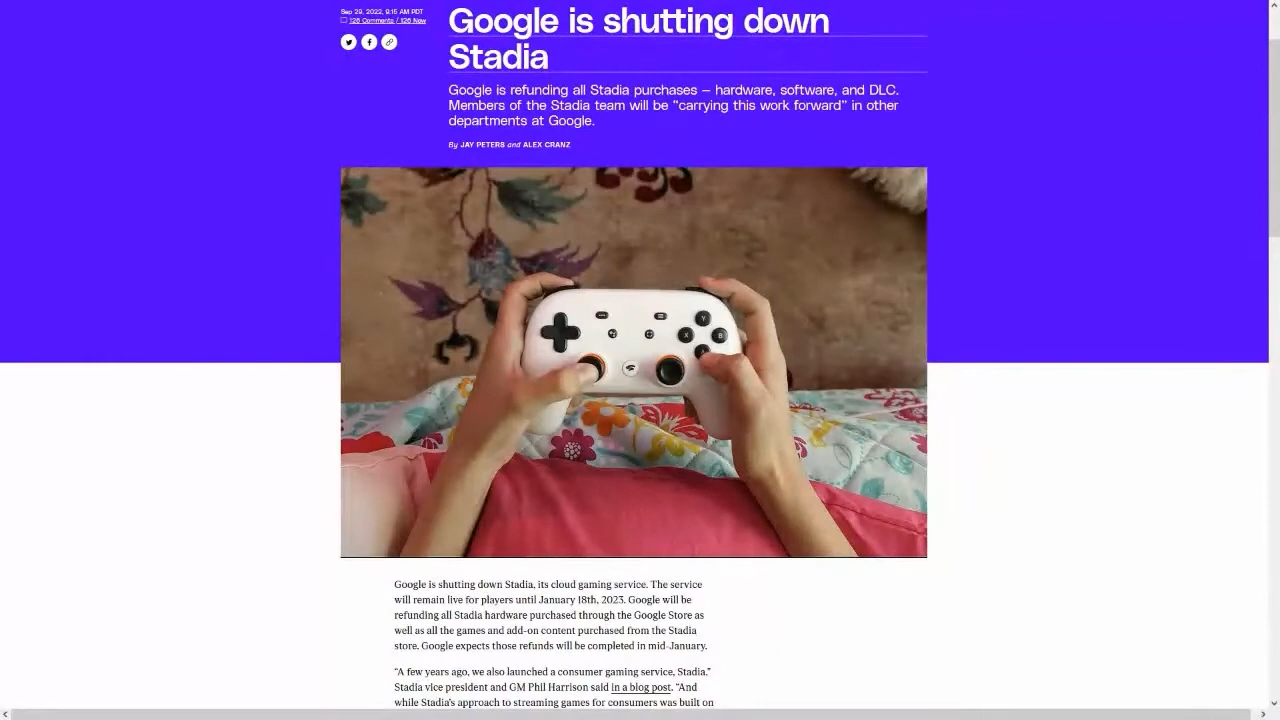 Sep 29, 2022, 9:15 AM PDT
126 Comments / 126 New
Google is shutting down
Stadia
Google is refunding all Stadia purchases — hardware, software, and DLC.
Members of the Stadia team will be “carrying this work forward” in other
departments at Google.
By JAY PETERS and ALEX CRANZ
Y
X
B
Google is shutting down Stadia, its cloud gaming service. The service
will remain live for players until January 18th, 2023. Google will be
refunding all Stadia hardware purchased through the Google Store as
well as all the games and add-on content purchased from the Stadia
store. Google expects those refunds will be completed in mid-January.
“A few years ago, we also launched a consumer gaming service, Stadia,”
Stadia vice president and GM Phil Harrison said in a blog post. “And
while Stadia’s approach to streaming games for consumers was built on